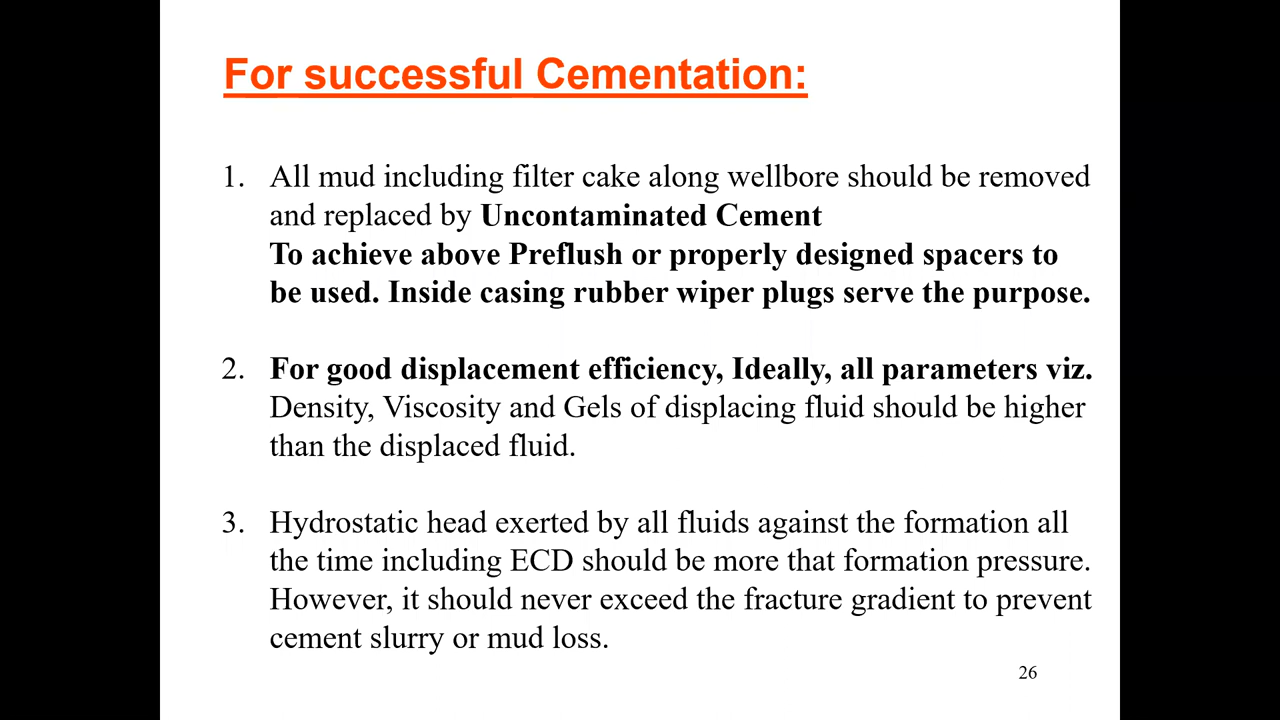 For successful Cementation:
1. All mud including filter cake along wellbore should be removed
and replaced by Uncontaminated Cement
To achieve above Preflush or properly designed spacers to
be used. Inside casing rubber wiper plugs serve the purpose.
2. For good displacement efficiency, Ideally, all parameters viz.
Density, Viscosity and Gels of displacing fluid should be higher
than the displaced fluid.
3. Hydrostatic head exerted by all fluids against the formation all
the time including ECD should be more that formation pressure.
However, it should never exceed the fracture gradient to prevent
cement slurry or mud loss.
26